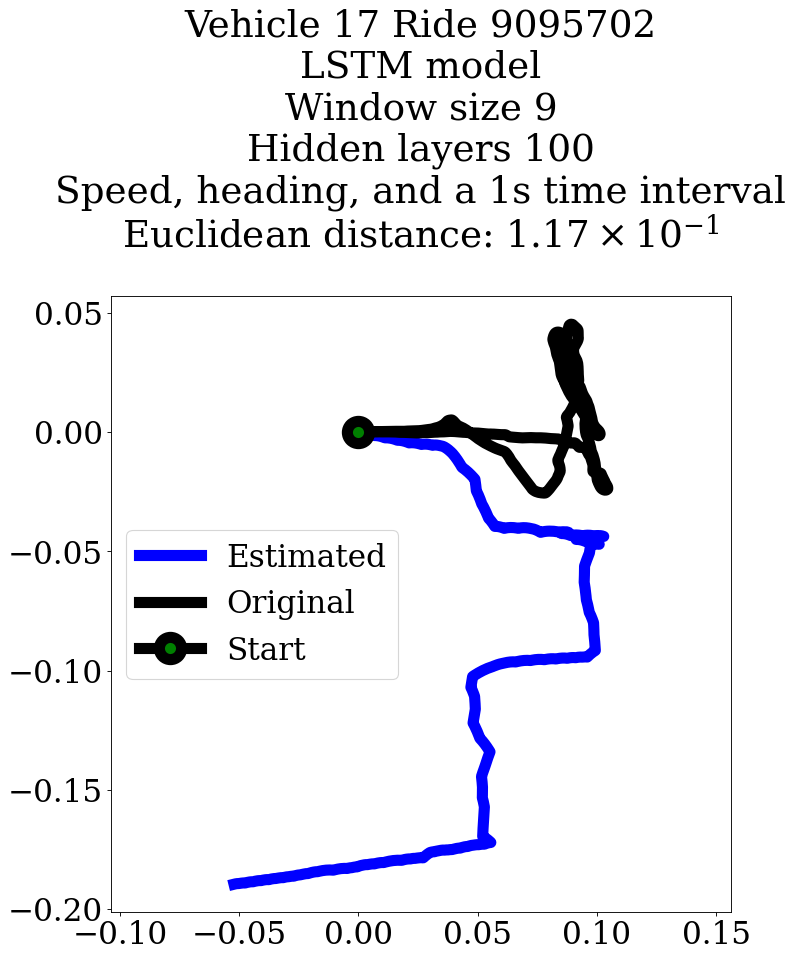 Vehicle 17 Ride 9095702
LSTM model
Window size 9
Hidden layers 100
Speed, heading, and a 1s time interval
Euclidean distance: 1.17 × 10⁻¹
0.05
0.00
−0.05
−0.10
−0.15
−0.20
Estimated
Original
Start
−0.10 −0.05 0.00 0.05 0.10 0.15